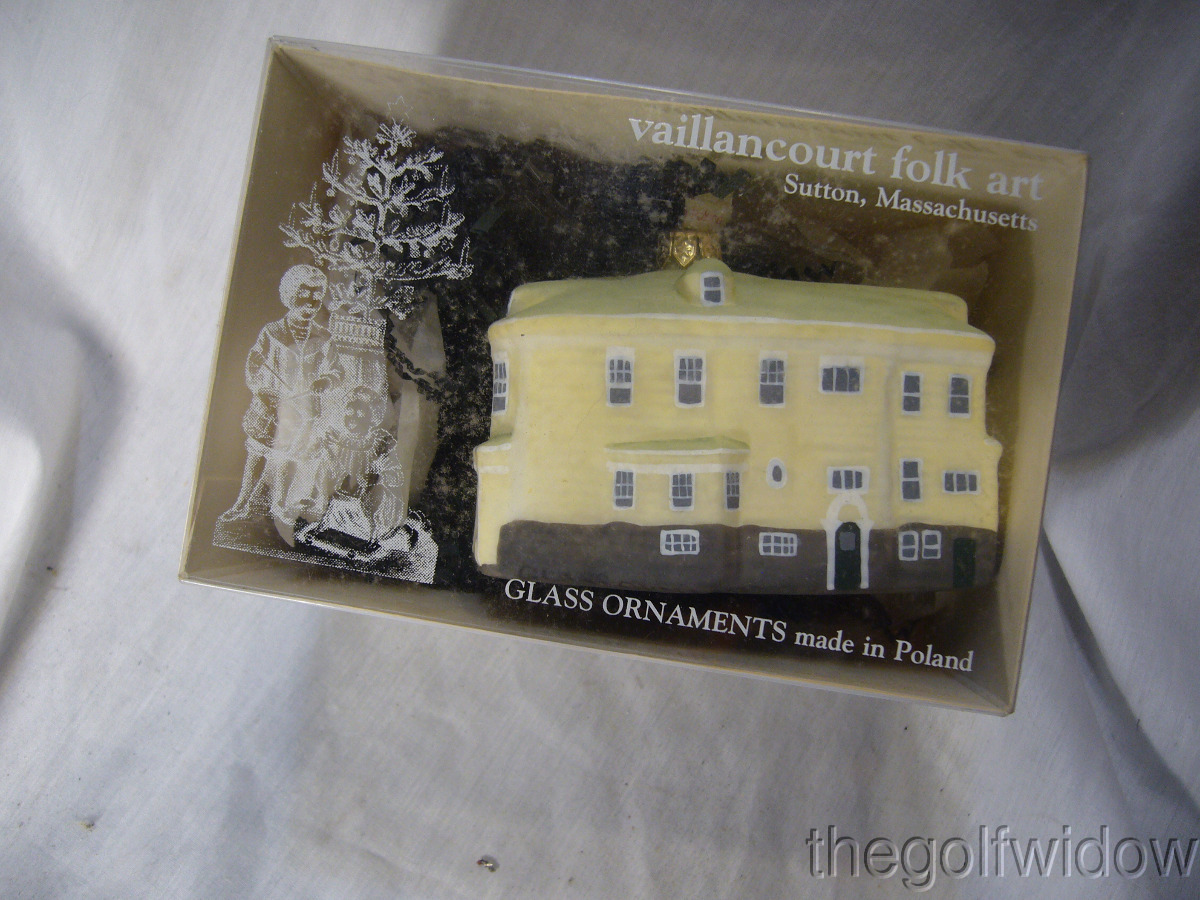 vaillancourt folk art
Sutton, Massachusetts
GLASS ORNAMENTS made in Poland
thegolfwidow